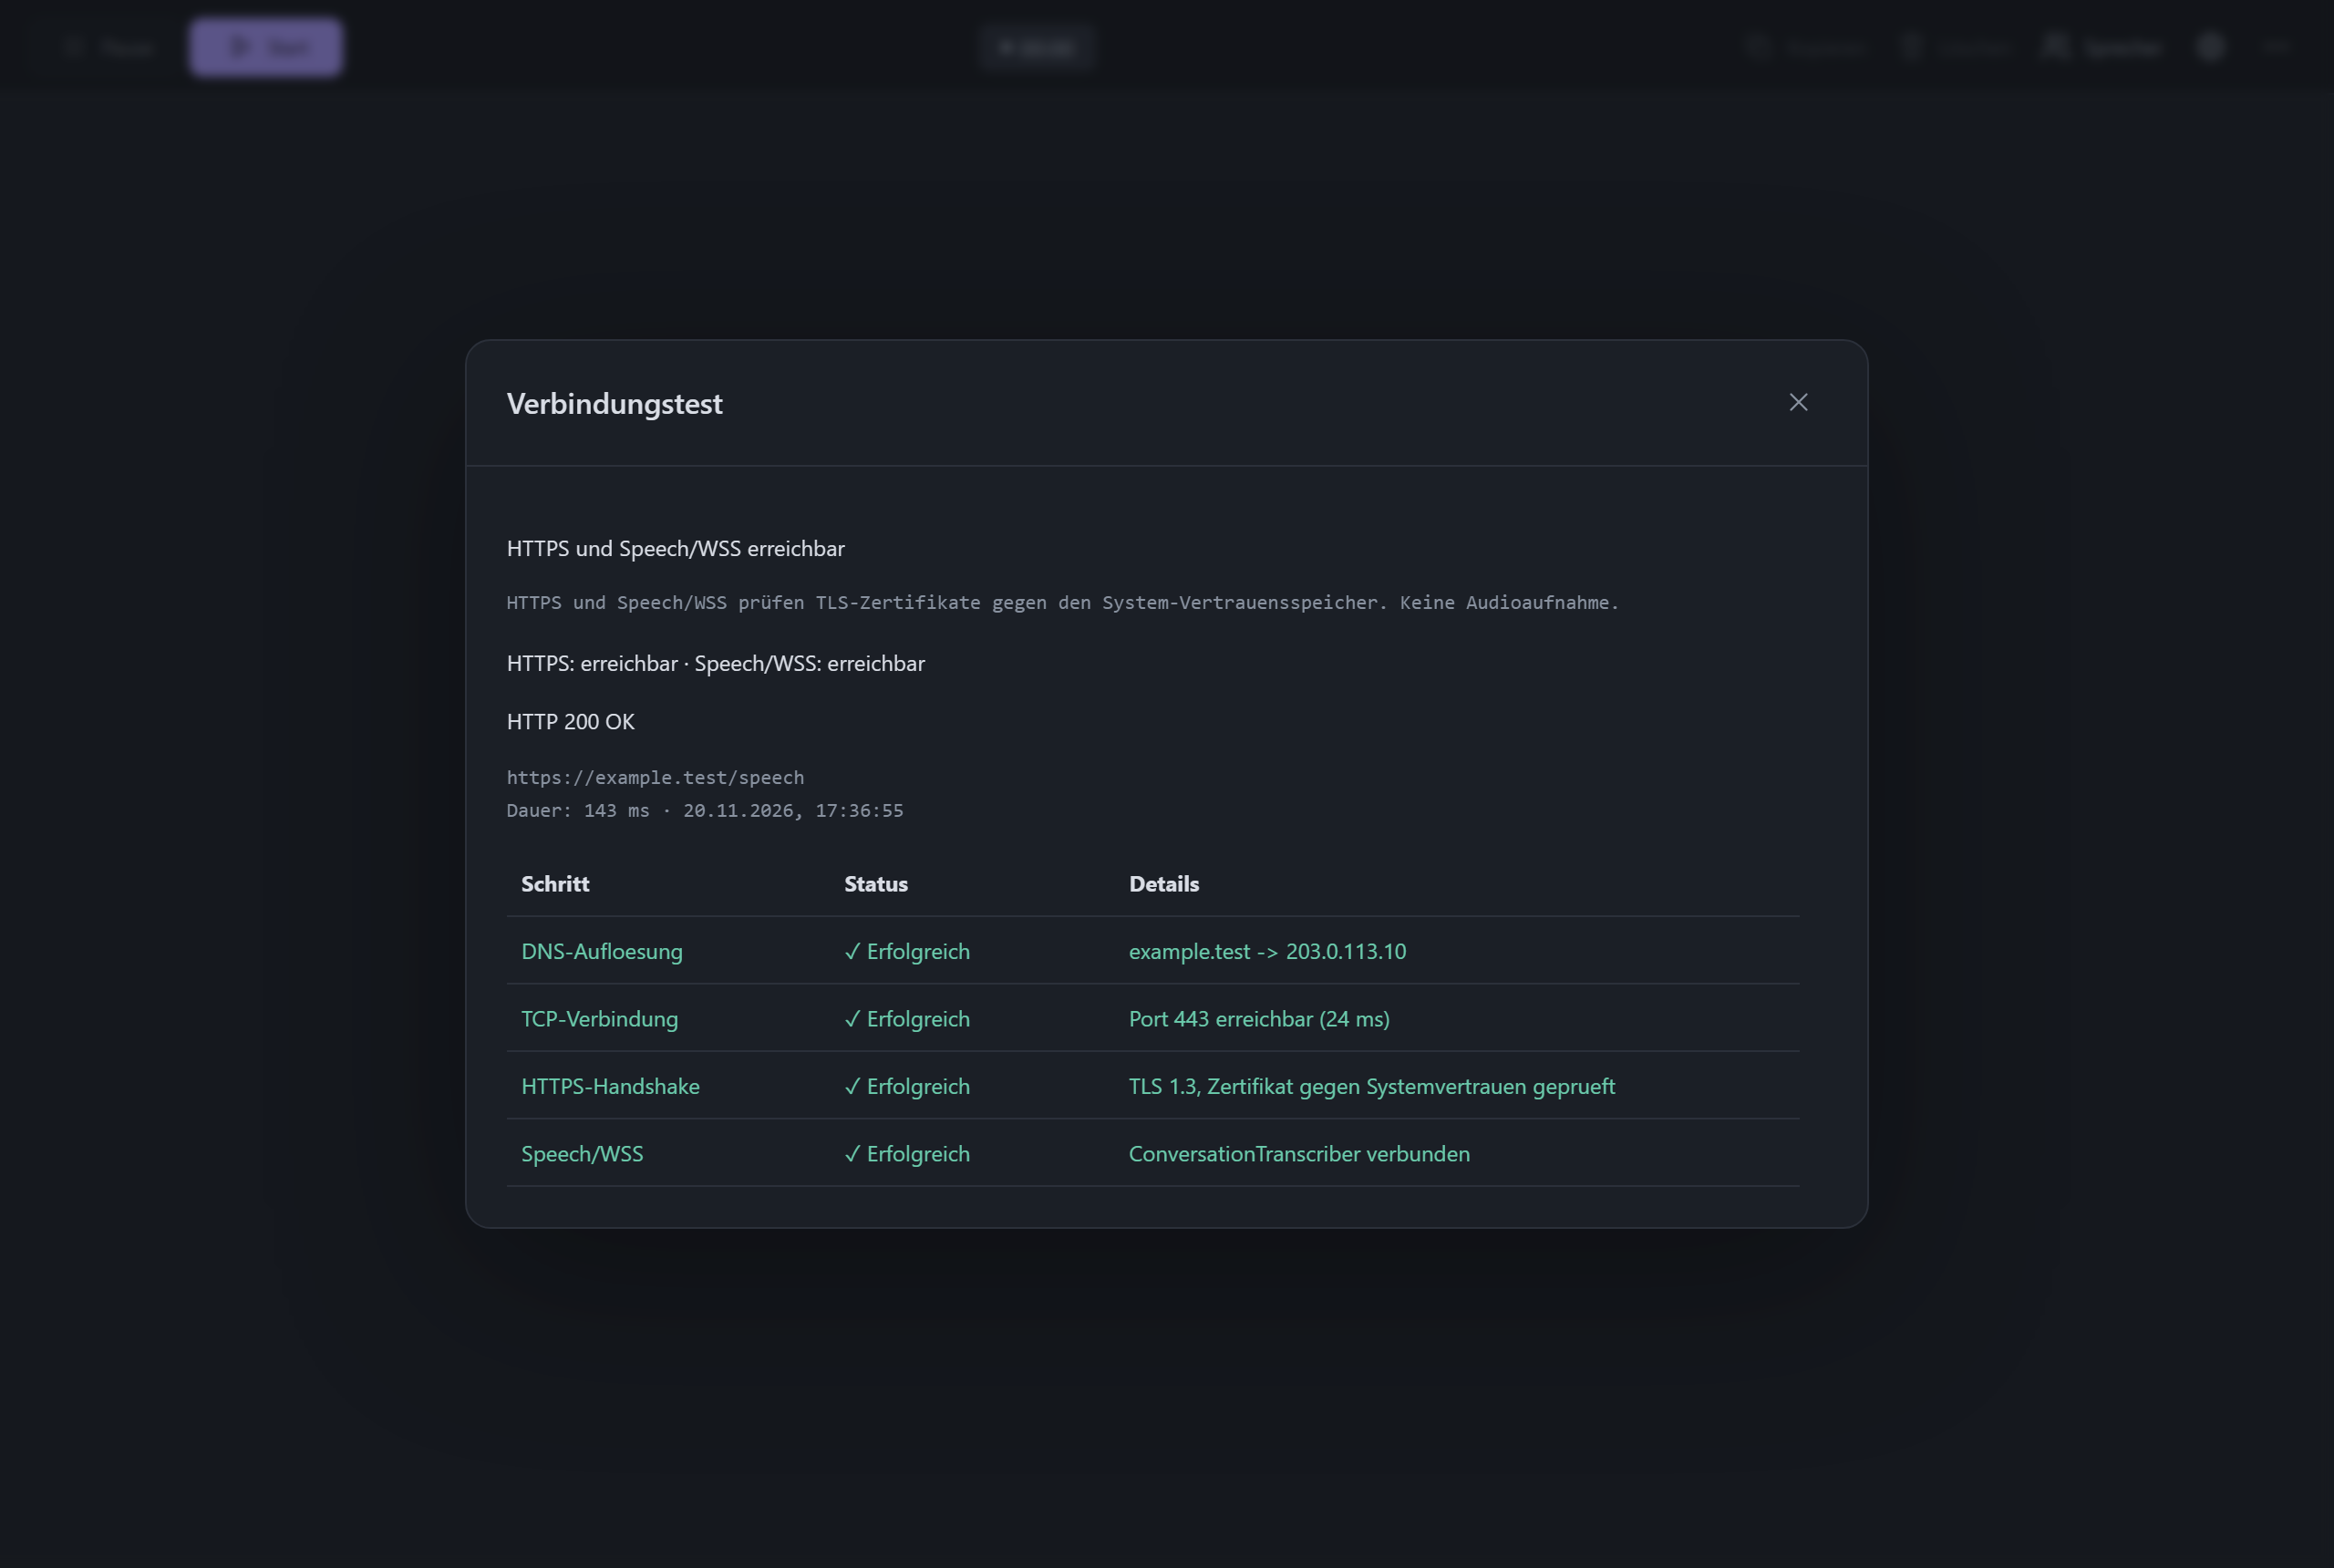 Verbindungstest
HTTPS und Speech/WSS erreichbar
HTTPS und Speech/WSS prüfen TLS-Zertifikate gegen den System-Vertrauensspeicher. Keine Audioaufnahme.
HTTPS: erreichbar · Speech/WSS: erreichbar
HTTP 200 OK
https://example.test/speech
Dauer: 143 ms · 20.11.2026, 17:36:55
Schritt Status Details
DNS-Aufloesung ✓ Erfolgreich example.test -> 203.0.113.10
TCP-Verbindung ✓ Erfolgreich Port 443 erreichbar (24 ms)
HTTPS-Handshake ✓ Erfolgreich TLS 1.3, Zertifikat gegen Systemvertrauen geprueft
Speech/WSS ✓ Erfolgreich ConversationTranscriber verbunden